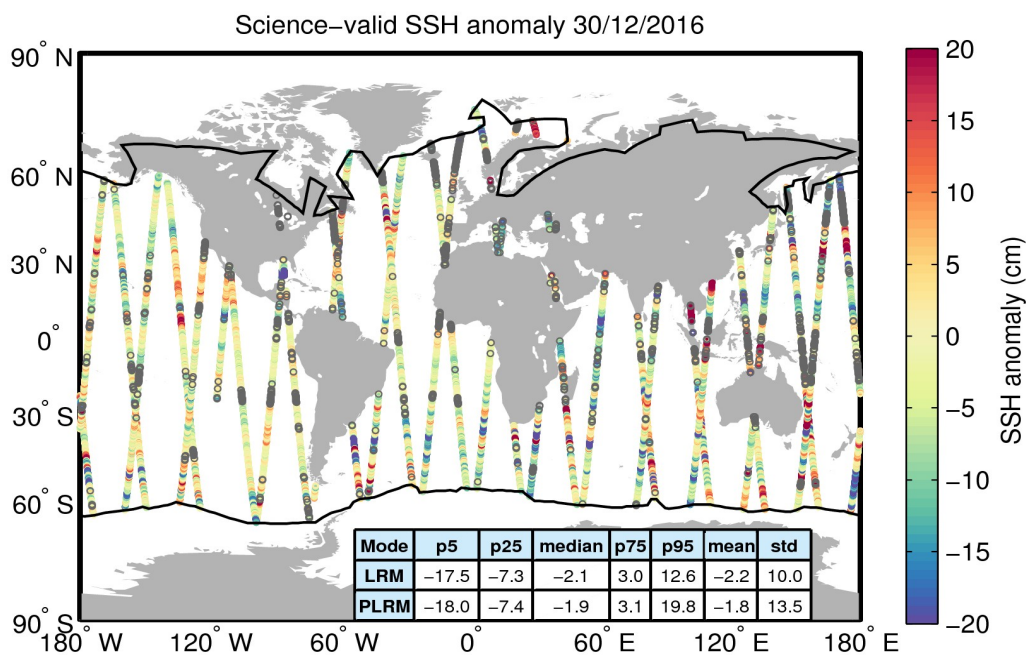 Science−valid SSH anomaly 30/12/2016
90° N
60° N
30° N
0°
30° S
60° S
90° S
180° W 120° W 60° W 0° 60° E 120° E 180° E
Mode p5 p25 median p75 p95 mean std
LRM −17.5 −7.3 −2.1 3.0 12.6 −2.2 10.0
PLRM −18.0 −7.4 −1.9 3.1 19.8 −1.8 13.5
20
15
10
5
0
−5
−10
−15
−20
SSH anomaly (cm)